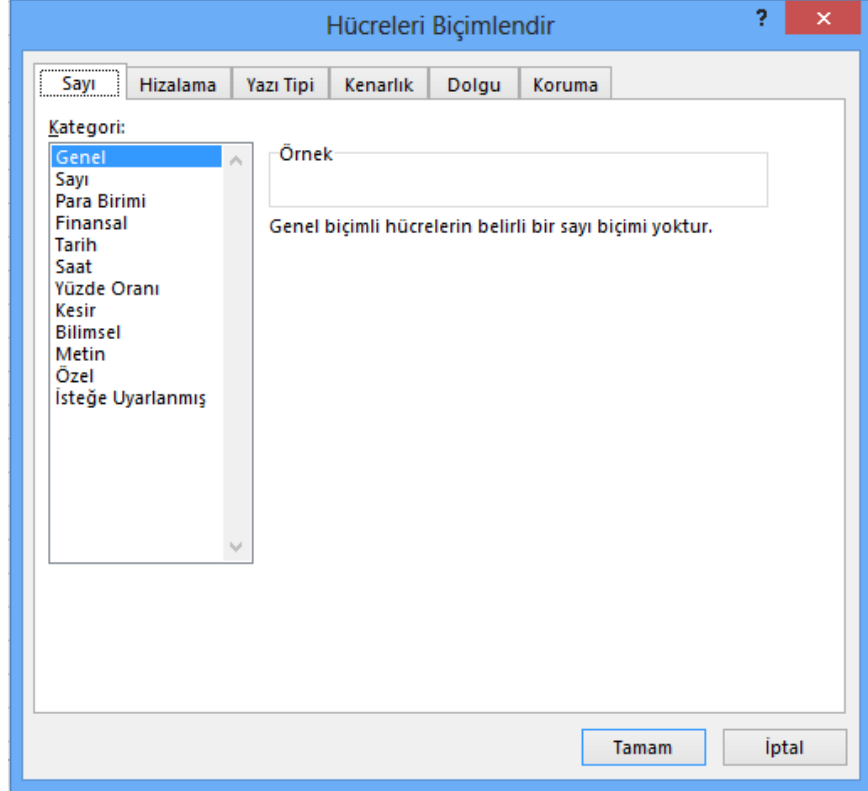 Hücreleri Biçimlendir
?
Sayı Hizalama Yazı Tipi Kenarlık Dolgu Koruma
Kategori:
Genel
Sayı
Para Birimi
Finansal
Tarih
Saat
Yüzde Oranı
Kesir
Bilimsel
Metin
Özel
İsteğe Uyarlanmış
Örnek
Genel biçimli hücrelerin belirli bir sayı biçimi yoktur.
Tamam İptal